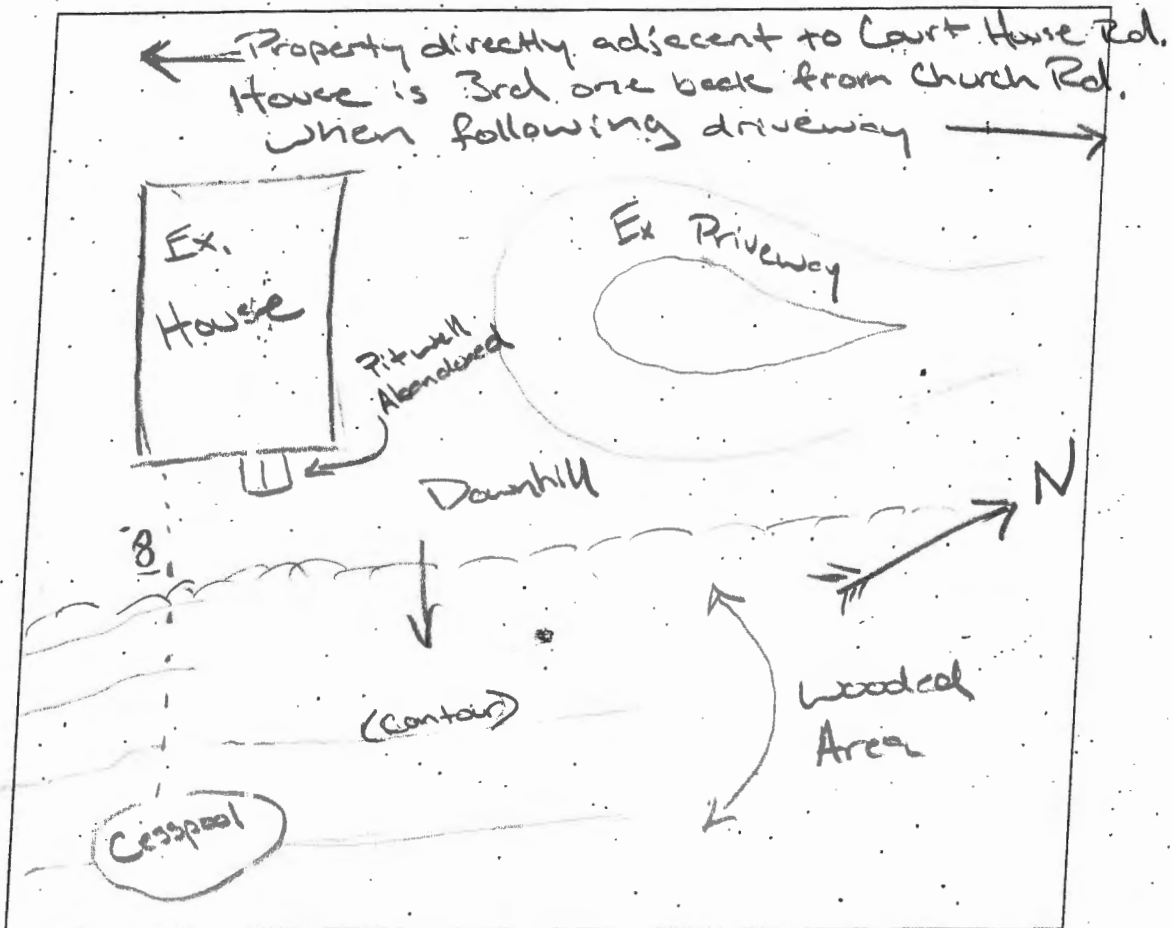 Property directly adjacent to Court House Rd.
House is 3rd one back from Church Rd.
when following driveway
Ex.
House
Ex Driveway
Pitwell
Abandoned
Downhill
N
8
(contour)
Wooded
Area
Cesspool